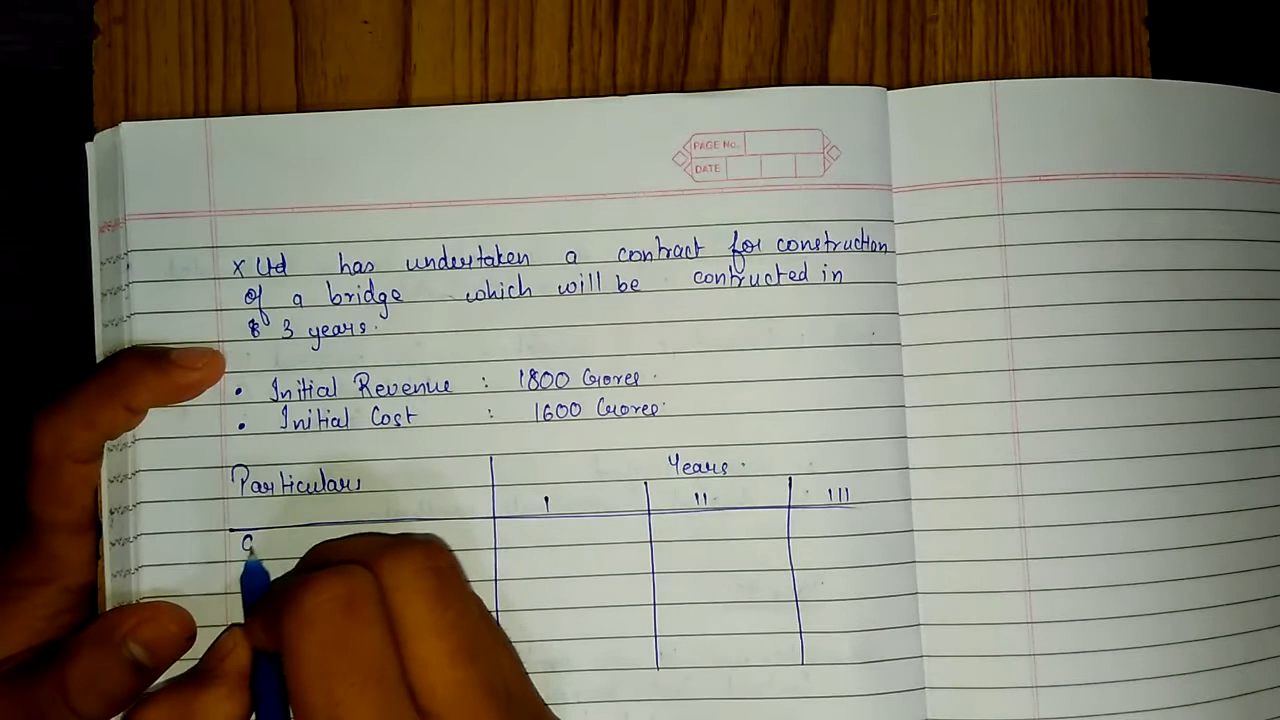 PAGE No.
DATE
X Ltd has undertaken a contract for construction
of a bridge which will be contructed in
3 years.
• Initial Revenue : 1800 Crores.
• Initial Cost : 1600 Crores.
Particulars Years.
I II III